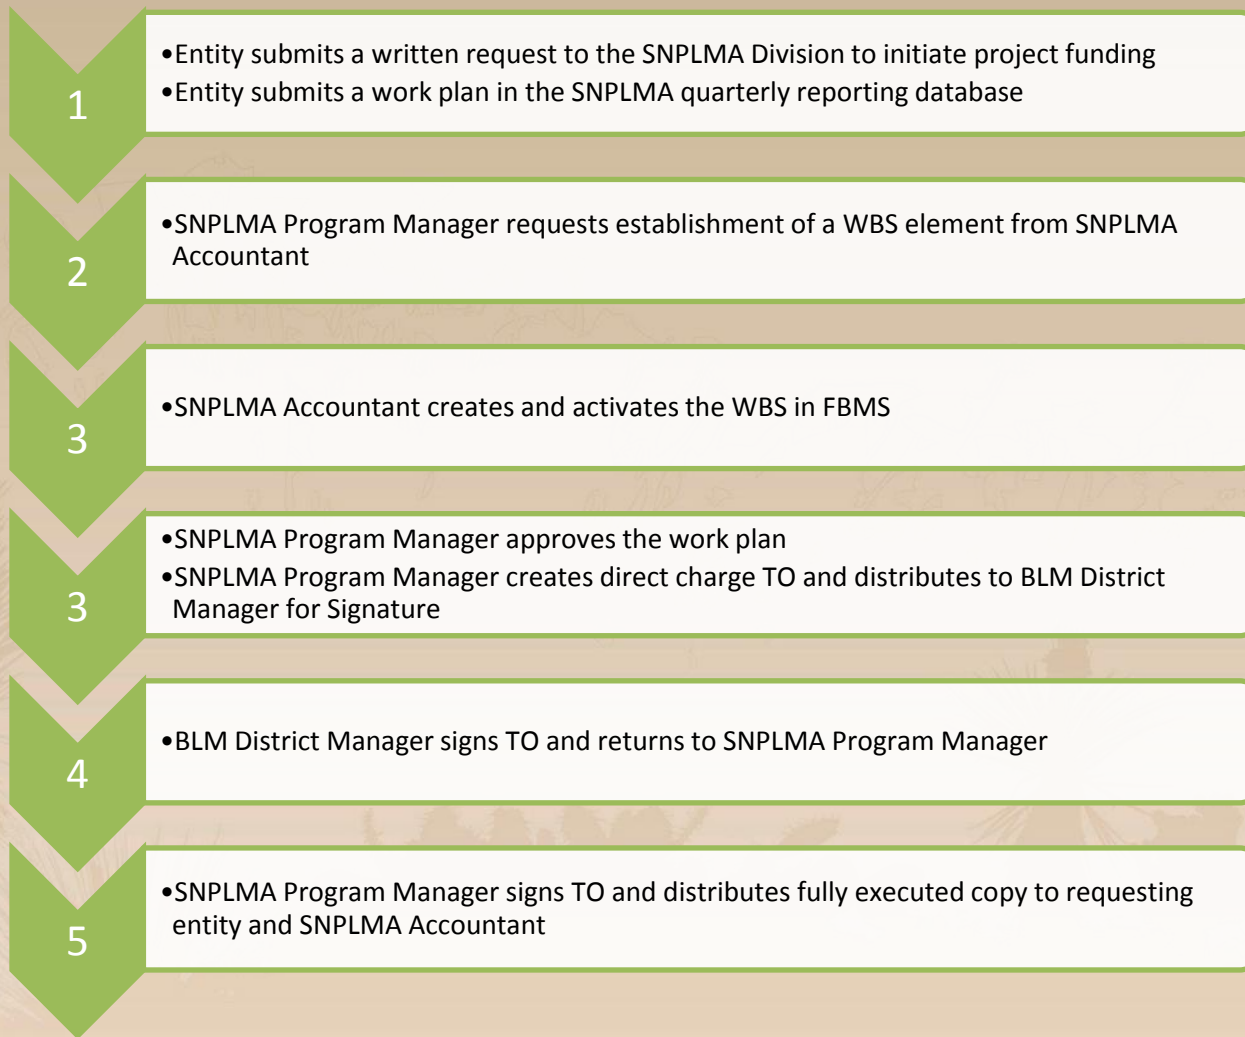 1
•Entity submits a written request to the SNPLMA Division to initiate project funding
•Entity submits a work plan in the SNPLMA quarterly reporting database
2
•SNPLMA Program Manager requests establishment of a WBS element from SNPLMA
Accountant
3
•SNPLMA Accountant creates and activates the WBS in FBMS
3
•SNPLMA Program Manager approves the work plan
•SNPLMA Program Manager creates direct charge TO and distributes to BLM District
Manager for Signature
4
•BLM District Manager signs TO and returns to SNPLMA Program Manager
5
•SNPLMA Program Manager signs TO and distributes fully executed copy to requesting
entity and SNPLMA Accountant